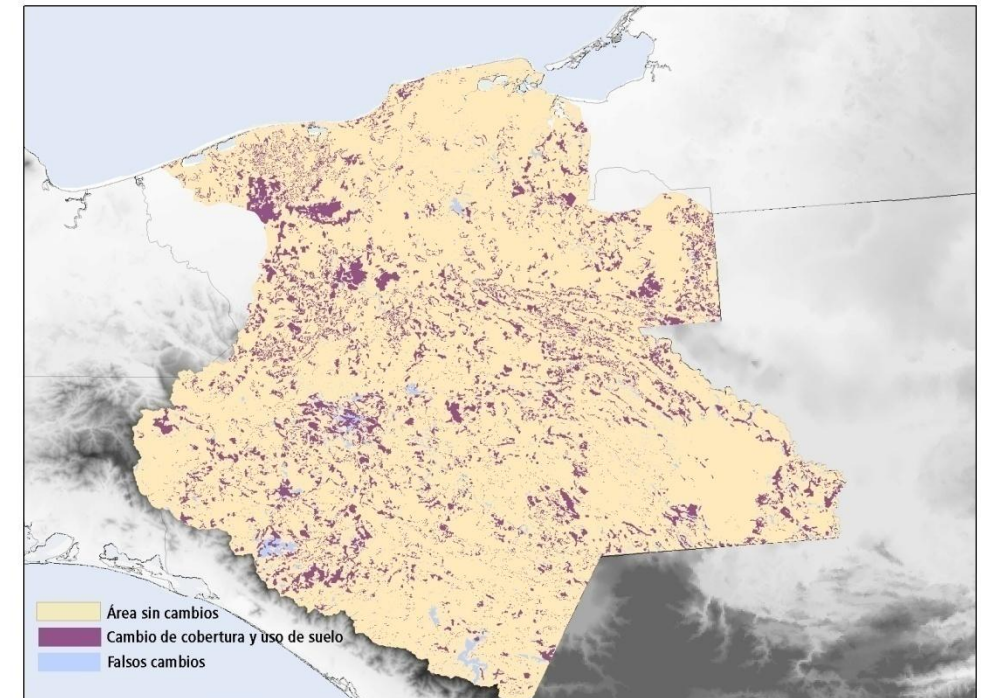 Área sin cambios
Cambio de cobertura y uso de suelo
Falsos cambios